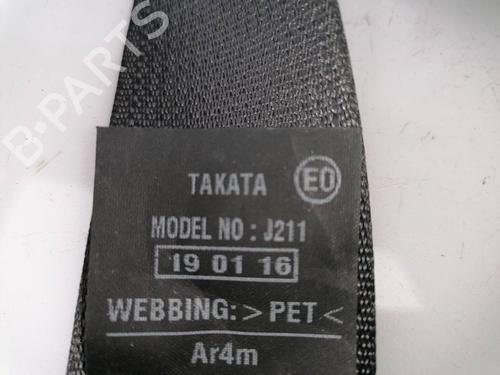 B-PARTS
TAKATA E0
MODEL NO : J211
19 01 16
WEBBING: > PET <
Ar4m